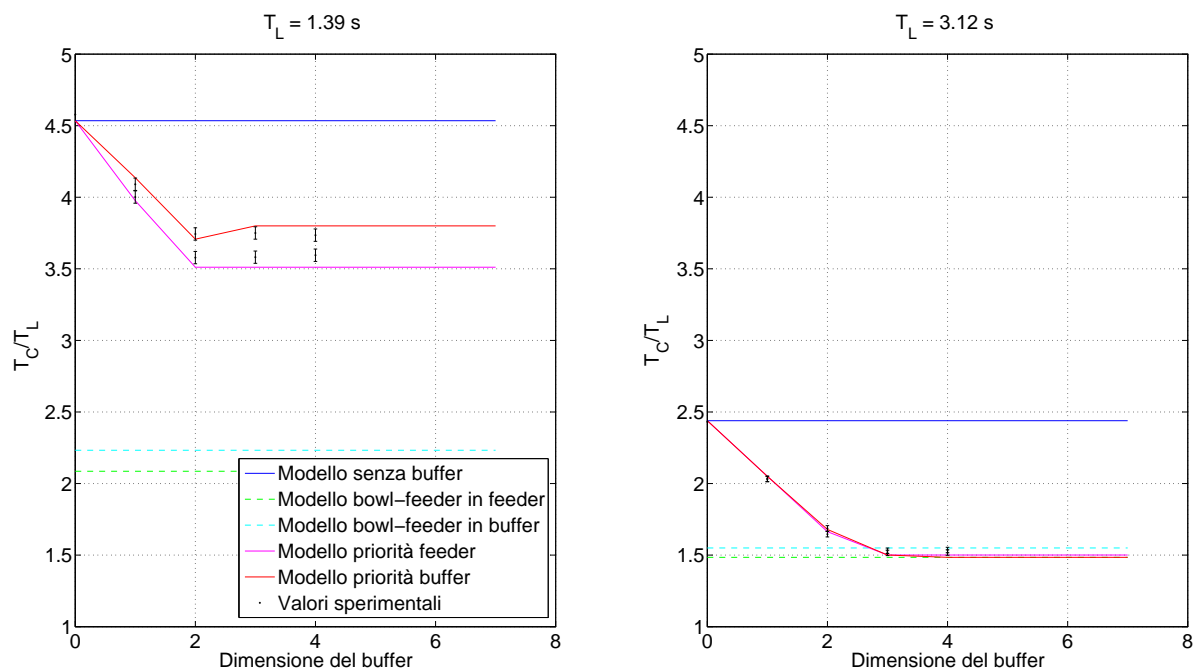 T_L = 1.39 s
5
4.5
4
3.5
3
2.5
2
1.5
1
T_C/T_L
0
2
4
6
8
Dimensione del buffer
Modello senza buffer
Modello bowl−feeder in feeder
Modello bowl−feeder in buffer
Modello priorità feeder
Modello priorità buffer
Valori sperimentali
T_L = 3.12 s
5
4.5
4
3.5
3
2.5
2
1.5
1
T_C/T_L
0
2
4
6
8
Dimensione del buffer